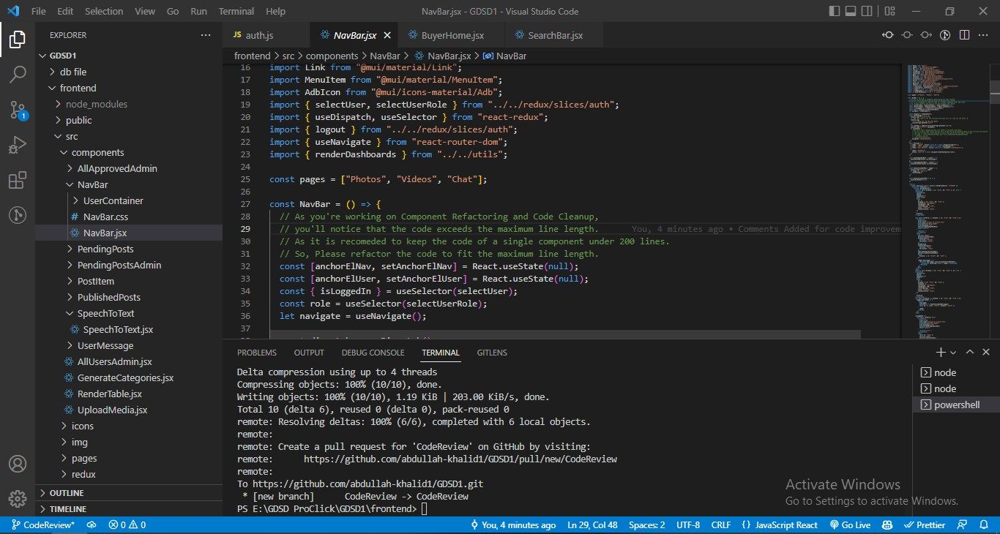 File Edit Selection View Go Run Terminal Help
NavBar.jsx - GDSD1 - Visual Studio Code
EXPLORER
GDSD1
db file
frontend
node_modules
public
src
components
AllApprovedAdmin
NavBar
UserContainer
# NavBar.css
NavBar.jsx
PendingPosts
PendingPostsAdmin
PostItem
PublishedPosts
SpeechToText
SpeechToText.jsx
UserMessage
AllUsersAdmin.jsx
GenerateCategories.jsx
RenderTable.jsx
UploadMedia.jsx
icons
img
pages
redux
OUTLINE
TIMELINE
1
JS auth.js
NavBar.jsx
BuyerHome.jsx
SearchBar.jsx
frontend > src > components > NavBar > NavBar.jsx > NavBar
16 import Link from "@mui/material/Link";
17 import MenuItem from "@mui/material/MenuItem";
18 import AdbIcon from "@mui/icons-material/Adb";
19 import { selectUser, selectUserRole } from "../../redux/slices/auth";
20 import { useDispatch, useSelector } from "react-redux";
21 import { logout } from "../../redux/slices/auth";
22 import { useNavigate } from "react-router-dom";
23 import { renderDashboards } from "../../utils";
24
25 const pages = ["Photos", "Videos", "Chat"];
26
27 const NavBar = () => {
28 // As you're working on Component Refactoring and Code Cleanup,
29 // you'll notice that the code exceeds the maximum line length. You, 4 minutes ago • Comments Added for code improvem
30 // As it is recomeded to keep the code of a single component under 200 lines.
31 // So, Please refactor the code to fit the maximum line length.
32 const [anchorElNav, setAnchorElNav] = React.useState(null);
33 const [anchorElUser, setAnchorElUser] = React.useState(null);
34 const { isLoggedIn } = useSelector(selectUser);
35 const role = useSelector(selectUserRole);
36 let navigate = useNavigate();
37
PROBLEMS OUTPUT DEBUG CONSOLE TERMINAL GITLENS
Delta compression using up to 4 threads
Compressing objects: 100% (10/10), done.
Writing objects: 100% (10/10), 1.19 KiB | 203.00 KiB/s, done.
Total 10 (delta 6), reused 0 (delta 0), pack-reused 0
remote: Resolving deltas: 100% (6/6), completed with 6 local objects.
remote:
remote: Create a pull request for 'CodeReview' on GitHub by visiting:
remote: https://github.com/abdullah-khalid1/GDSD1/pull/new/CodeReview
remote:
To https://github.com/abdullah-khalid1/GDSD1.git
* [new branch] CodeReview -> CodeReview
PS E:\GDSD ProClick\GDSD1\frontend>
node
node
powershell
Activate Windows
Go to Settings to activate Windows.
CodeReview* 0 0 You, 4 minutes ago Ln 29, Col 48 Spaces: 2 UTF-8 CRLF {} JavaScript React Go Live Prettier